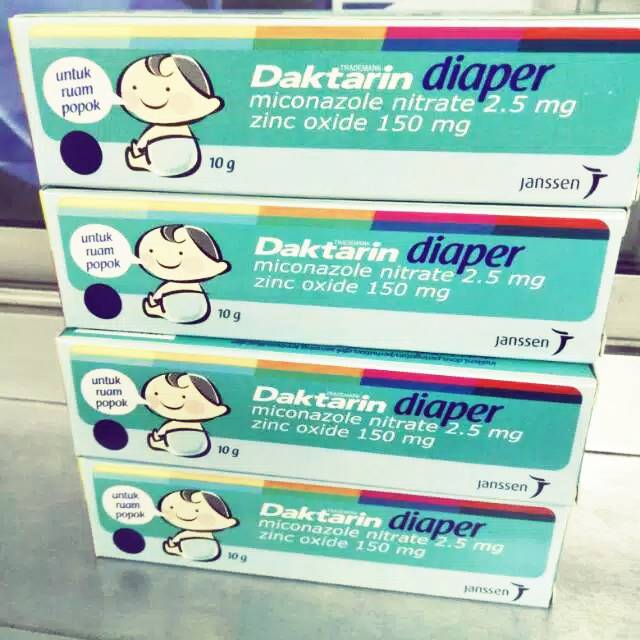 untuk
ruam
popok
TRADEMARK
Daktarin diaper
miconazole nitrate 2.5 mg
zinc oxide 150 mg
10 g
Janssen
untuk
ruam
popok
TRADEMARK
Daktarin diaper
miconazole nitrate 2.5 mg
zinc oxide 150 mg
10 g
Janssen
untuk
ruam
popok
Daktarin diaper
miconazole nitrate 2.5 mg
zinc oxide 150 mg
10 g
Janssen
untuk
ruam
popok
Daktarin diaper
miconazole nitrate 2.5 mg
zinc oxide 150 mg
10 g
Janssen